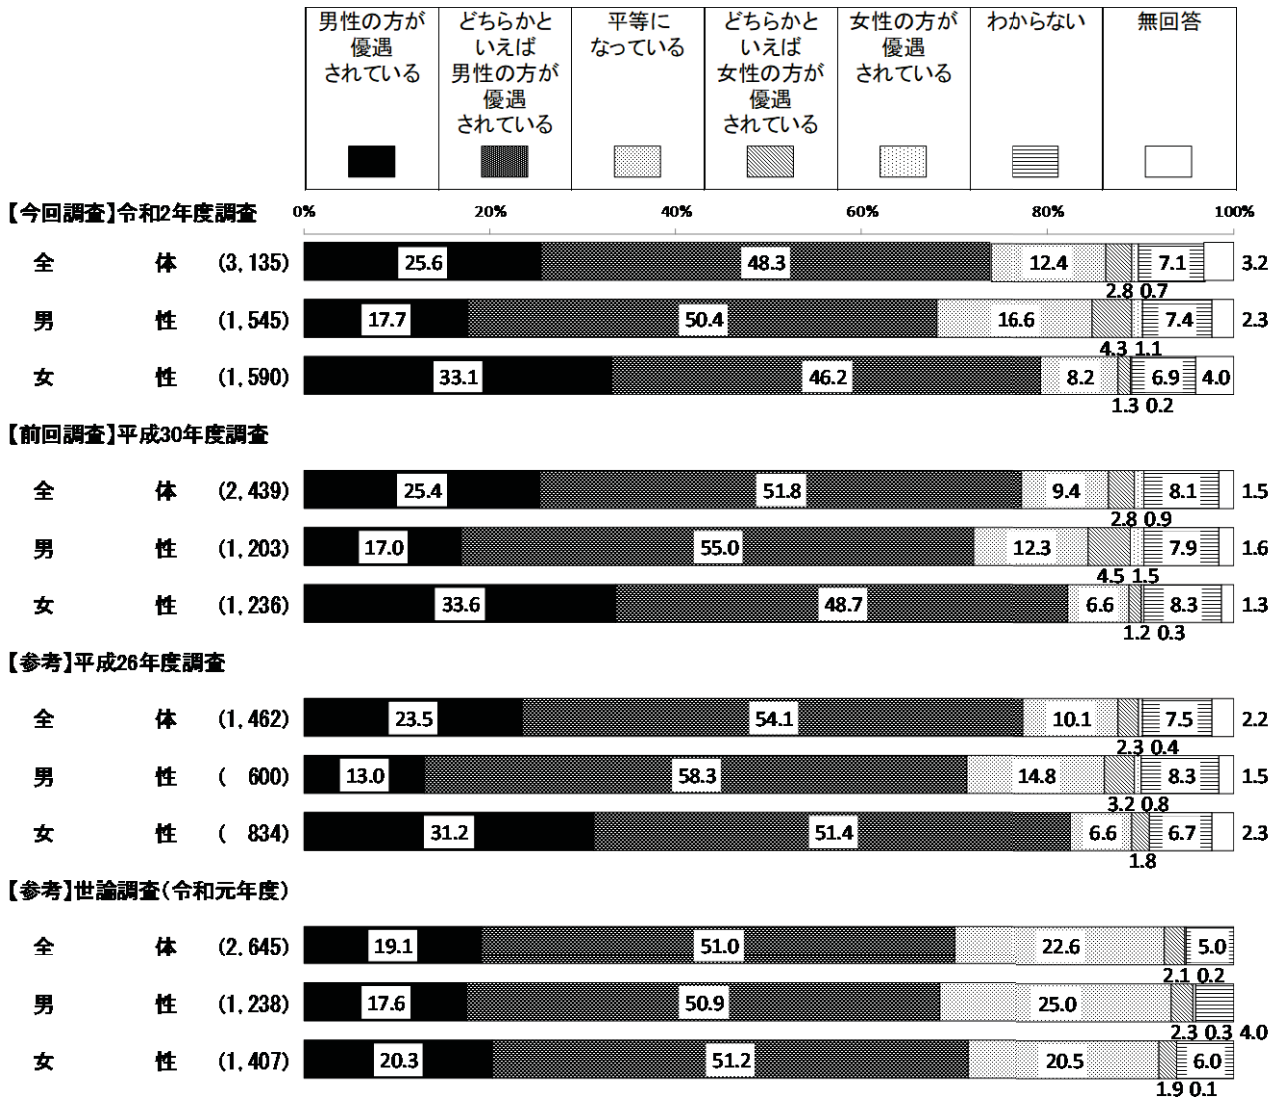 男性の方が
優遇
されている
どちらかと
いえば
男性の方が
優遇
されている
平等に
なっている
どちらかと
いえば
女性の方が
優遇
されている
女性の方が
優遇
されている
わからない
無回答
【今回調査】令和2年度調査
0% 20% 40% 60% 80% 100%
全体 (3,135) 25.6 48.3 12.4 7.1 3.2
2.8 0.7
男性 (1,545) 17.7 50.4 16.6 7.4 2.3
4.3 1.1
女性 (1,590) 33.1 46.2 8.2 6.9 4.0
1.3 0.2
【前回調査】平成30年度調査
全体 (2,439) 25.4 51.8 9.4 8.1 1.5
2.8 0.9
男性 (1,203) 17.0 55.0 12.3 7.9 1.6
4.5 1.5
女性 (1,236) 33.6 48.7 6.6 8.3 1.3
1.2 0.3
【参考】平成26年度調査
全体 (1,462) 23.5 54.1 10.1 7.5 2.2
2.3 0.4
男性 ( 600) 13.0 58.3 14.8 8.3 1.5
3.2 0.8
女性 ( 834) 31.2 51.4 6.6 6.7 2.3
1.8
【参考】世論調査(令和元年度)
全体 (2,645) 19.1 51.0 22.6 5.0
2.1 0.2
男性 (1,238) 17.6 50.9 25.0
2.3 0.3 4.0
女性 (1,407) 20.3 51.2 20.5 6.0
1.9 0.1